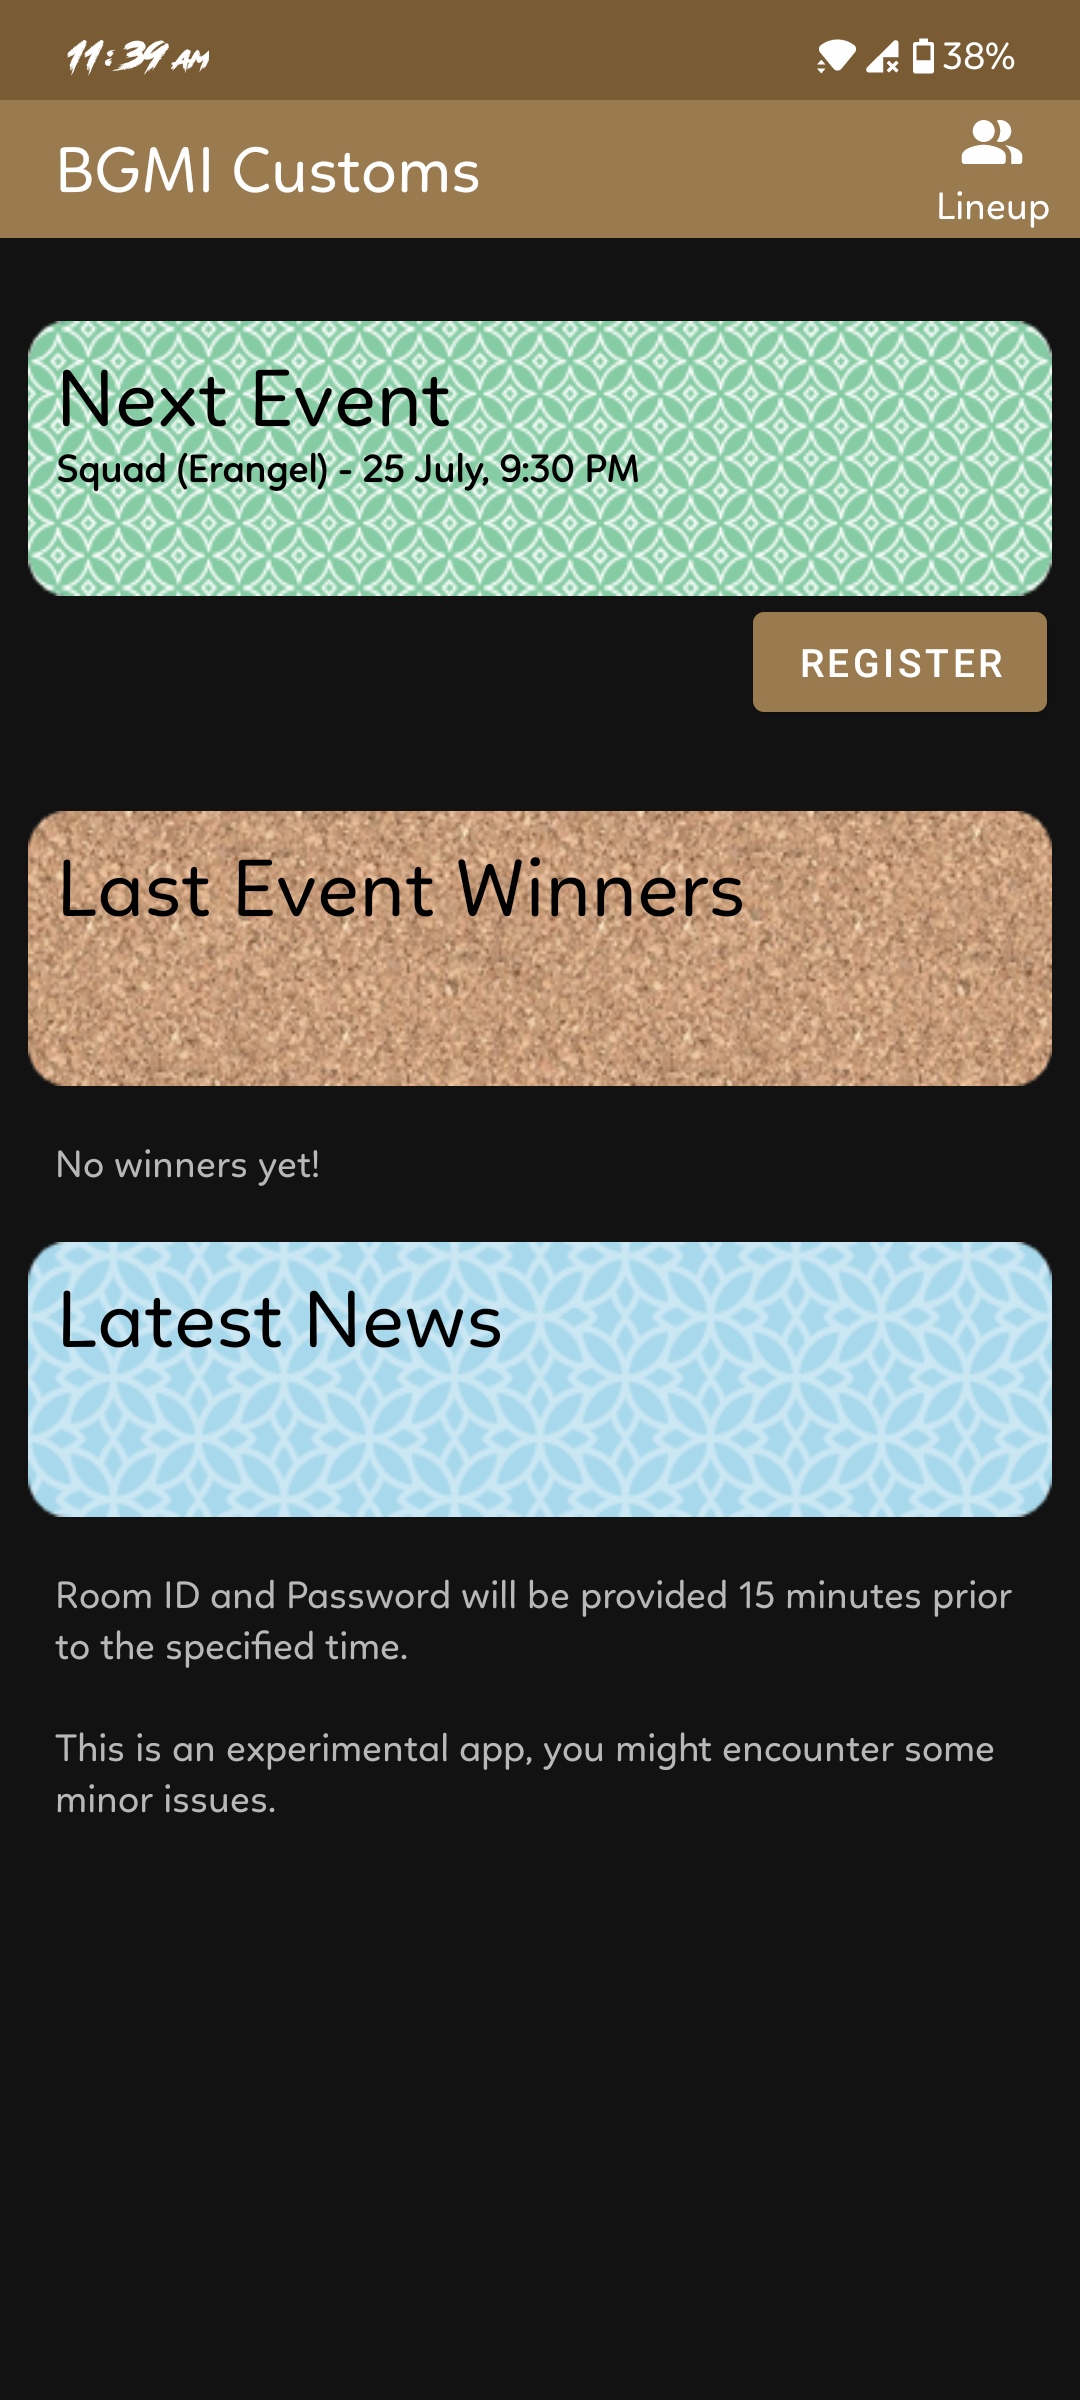 11:39 AM
38%
BGMI Customs
Lineup
Next Event
Squad (Erangel) - 25 July, 9:30 PM
REGISTER
Last Event Winners
No winners yet!
Latest News
Room ID and Password will be provided 15 minutes prior
to the specified time.
This is an experimental app, you might encounter some
minor issues.